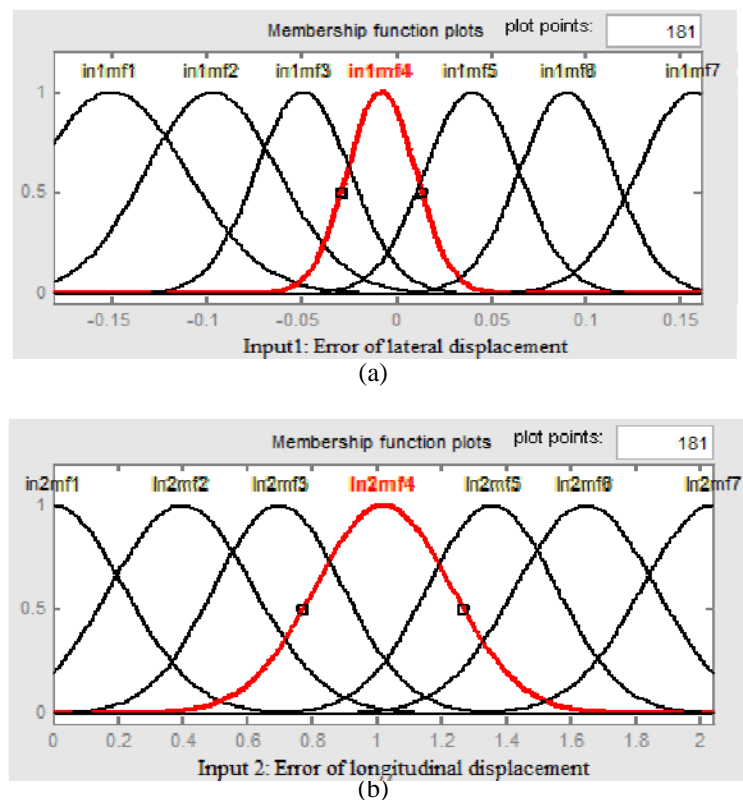 Membership function plots plot points: 181
in1mf1 in1mf2 in1mf3 in1mf4 in1mf5 in1mf6 in1mf7
1
0.5
0
-0.15 -0.1 -0.05 0 0.05 0.1 0.15
Input1: Error of lateral displacement
(a)
Membership function plots plot points: 181
in2mf1 In2mf2 In2mf3 In2mf4 In2mf5 In2mf6 In2mf7
1
0.5
0
0 0.2 0.4 0.6 0.8 1 1.2 1.4 1.6 1.8 2
Input 2: Error of longitudinal displacement
(b)